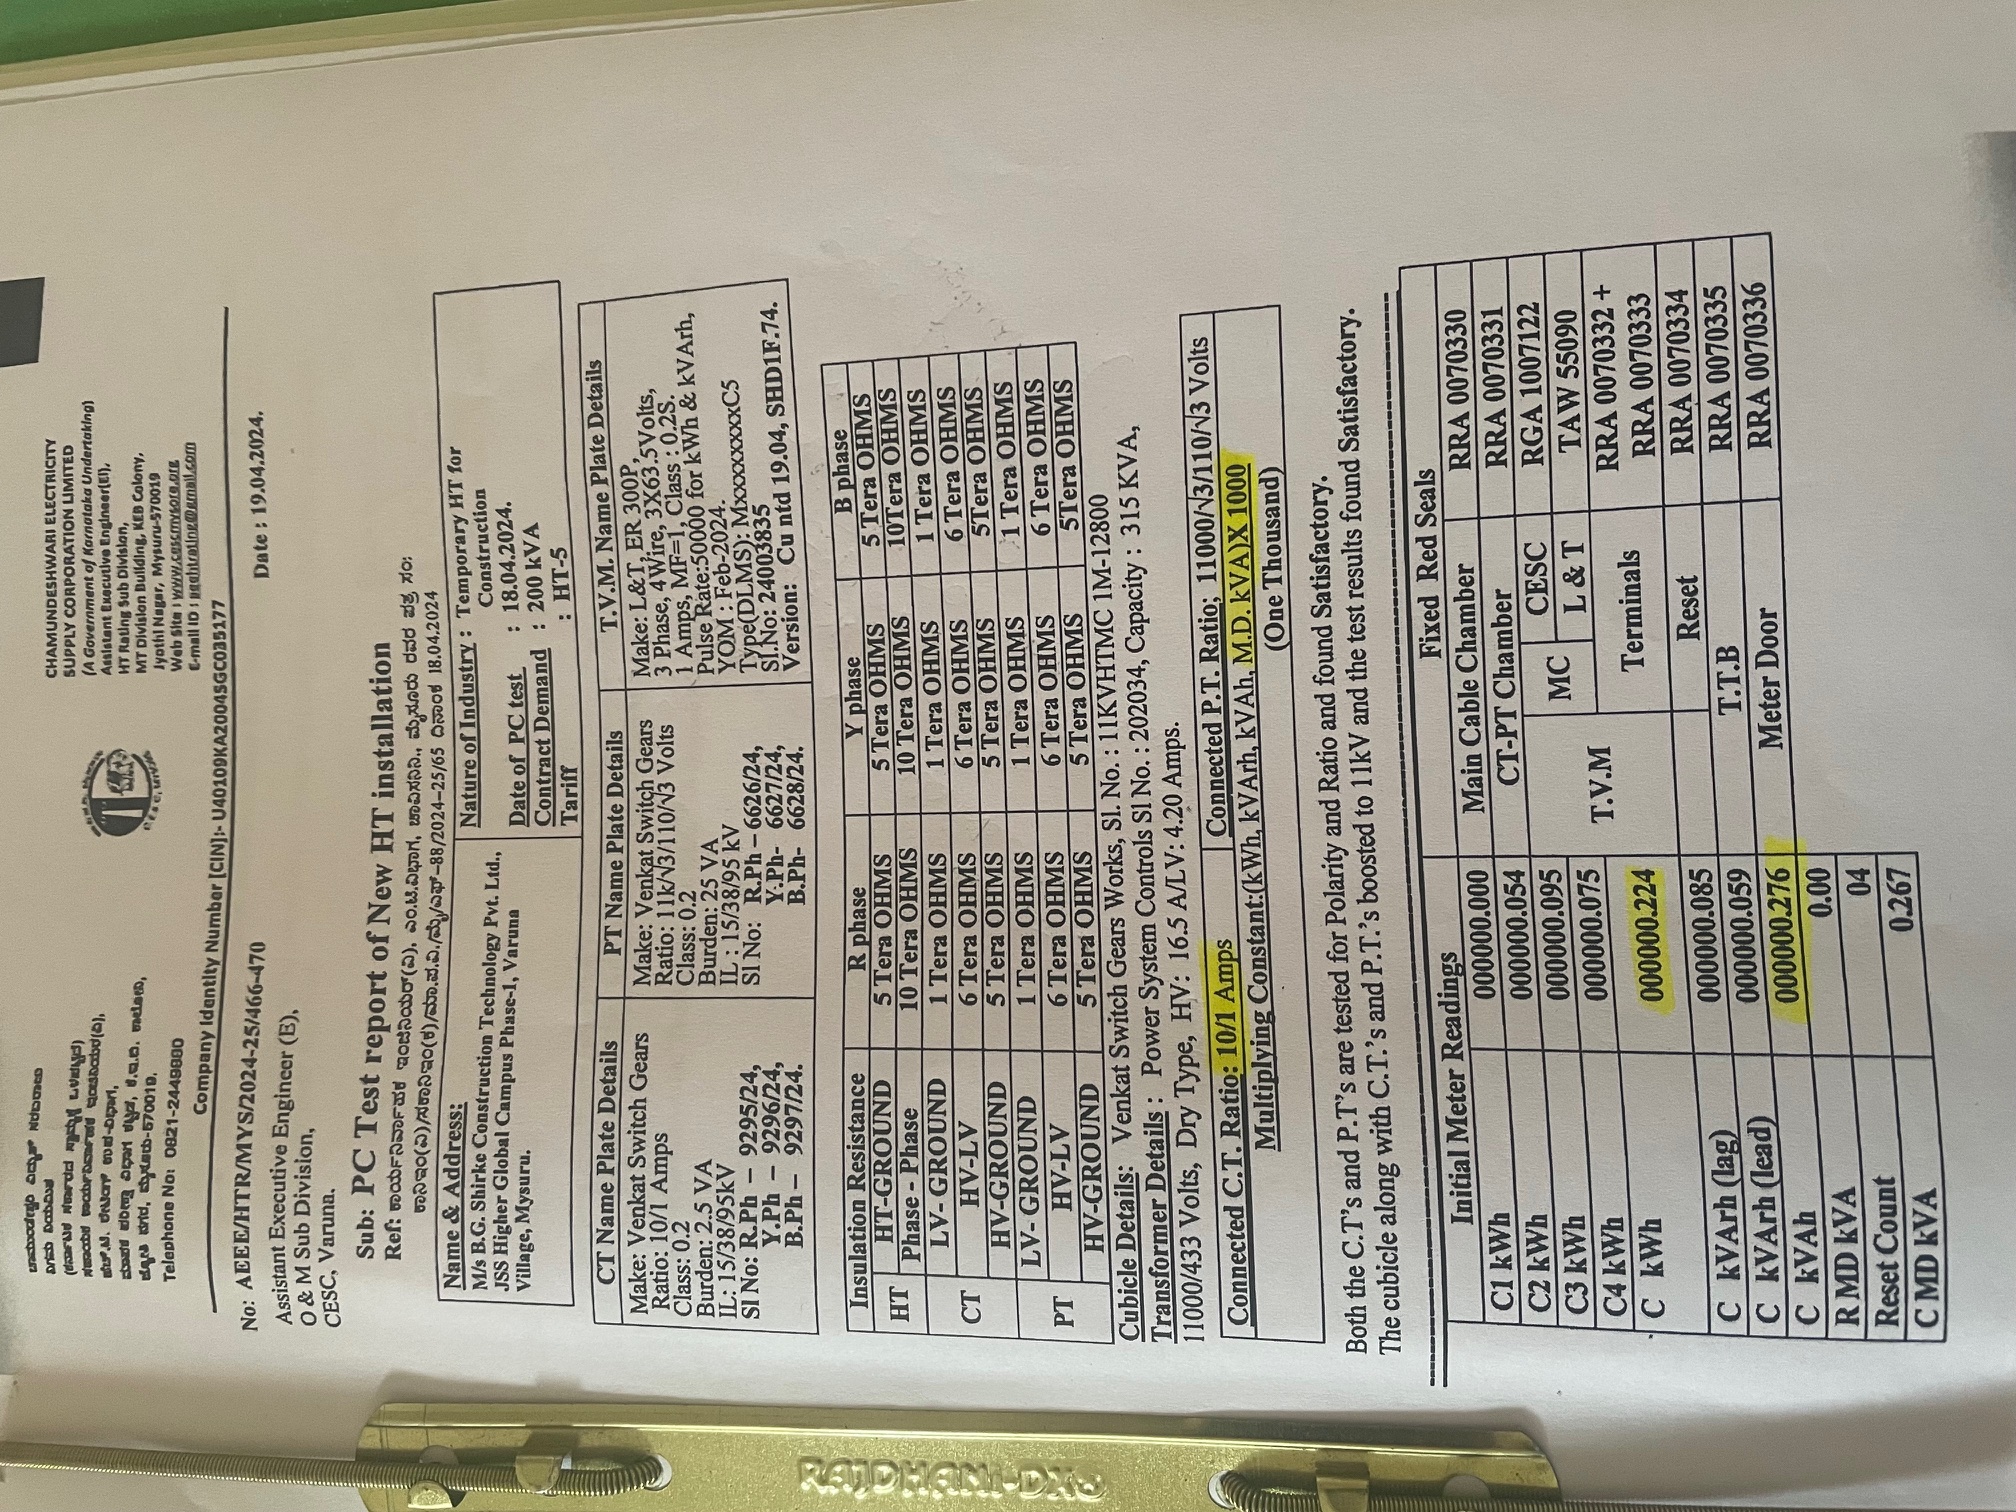 CHAMUNDESHWARI ELECTRICITY
SUPPLY CORPORATION LIMITED
(A Government of Karnataka Undertaking)
Assistant Executive Engineer(El),
HT Rating Sub Division,
MT Division Building, KEB Colony,
Jyothi Nagar, Mysuru-570019
Web Site : www.cescmysore.org
Telephone No: 0821-2449880
Company Identity Number [CIN]:- U40109KA2004SGC035177
No: AEEE/HTR/MYS/2024-25/466-470
Date : 19.04.2024.
Assistant Executive Engineer (E),
O & M Sub Division,
CESC, Varuna.
Sub: PC Test report of New HT installation
Name & Address:
M/s B.G. Shirke Construction Technology Pvt. Ltd.,
JSS Higher Global Campus Phase-1, Varuna
Village, Mysuru.
Nature of Industry : Temporary HT for
Construction
Date of PC test : 18.04.2024.
Contract Demand : 200 kVA
Tariff : HT-5
CT Name Plate Details
Make: Venkat Switch Gears
Ratio: 10/1 Amps
Class: 0.2
Burden: 2.5 VA
IL: 15/38/95kV
Sl No: R.Ph – 9295/24,
Y.Ph – 9296/24,
B.Ph – 9297/24.
PT Name Plate Details
Make: Venkat Switch Gears
Ratio: 11k/√3/110/√3 Volts
Class: 0.2
Burden: 25 VA
IL : 15/38/95 kV
Sl No: R.Ph –6626/24,
Y.Ph- 6627/24,
B.Ph- 6628/24.
T.V.M. Name Plate Details
Make: L&T, ER 300P,
3 Phase, 4Wire, 3X63.5Volts,
1 Amps, MF=1, Class : 0.2S.
Pulse Rate:50000 for kWh & kVArh,
YOM : Feb-2024.
Type(DLMS): MxxxxxxxxC5
Sl.No: 24003835
Version: Cu ntd 19.04, SHD1F.74.
Insulation Resistance R phase Y phase B phase
HT HT-GROUND 5 Tera OHMS 5 Tera OHMS 5 Tera OHMS
Phase - Phase 10 Tera OHMS 10 Tera OHMS 10Tera OHMS
CT LV- GROUND 1 Tera OHMS 1 Tera OHMS 1 Tera OHMS
HV-LV 6 Tera OHMS 6 Tera OHMS 6 Tera OHMS
HV-GROUND 5 Tera OHMS 5 Tera OHMS 5Tera OHMS
PT LV- GROUND 1 Tera OHMS 1 Tera OHMS 1 Tera OHMS
HV-LV 6 Tera OHMS 6 Tera OHMS 6 Tera OHMS
HV-GROUND 5 Tera OHMS 5 Tera OHMS 5Tera OHMS
Cubicle Details: Venkat Switch Gears Works, Sl. No. : 11KVHTMC 1M-12800
Transformer Details : Power System Controls Sl No. : 202034, Capacity : 315 KVA,
11000/433 Volts, Dry Type, HV: 16.5 A/LV: 4.20 Amps.
Connected C.T. Ratio: 10/1 Amps Connected P.T. Ratio; 11000/√3/110/√3 Volts
Multiplying Constant:(kWh, kVArh, kVAh, M.D. kVA)X 1000
(One Thousand)
Both the C.T's and P.T's are tested for Polarity and Ratio and found Satisfactory.
The cubicle along with C.T.'s and P.T.'s boosted to 11kV and the test results found Satisfactory.
Initial Meter Readings
C1 kWh 000000.000
C2 kWh 000000.054
C3 kWh 000000.095
C4 kWh 000000.075
C kWh 000000.224
C kVArh (lag) 000000.085
C kVArh (lead) 000000.059
C kVAh 000000.276
R MD kVA 0.00
Reset Count 04
C MD kVA 0.267
Fixed Red Seals
Main Cable Chamber RRA 0070330
CT-PT Chamber RRA 0070331
T.V.M MC CESC RGA 1007122
L & T TAW 55090
Terminals RRA 0070332 +
RRA 0070333
Reset RRA 0070334
T.T.B RRA 0070335
Meter Door RRA 0070336
RAJDHANI-DX